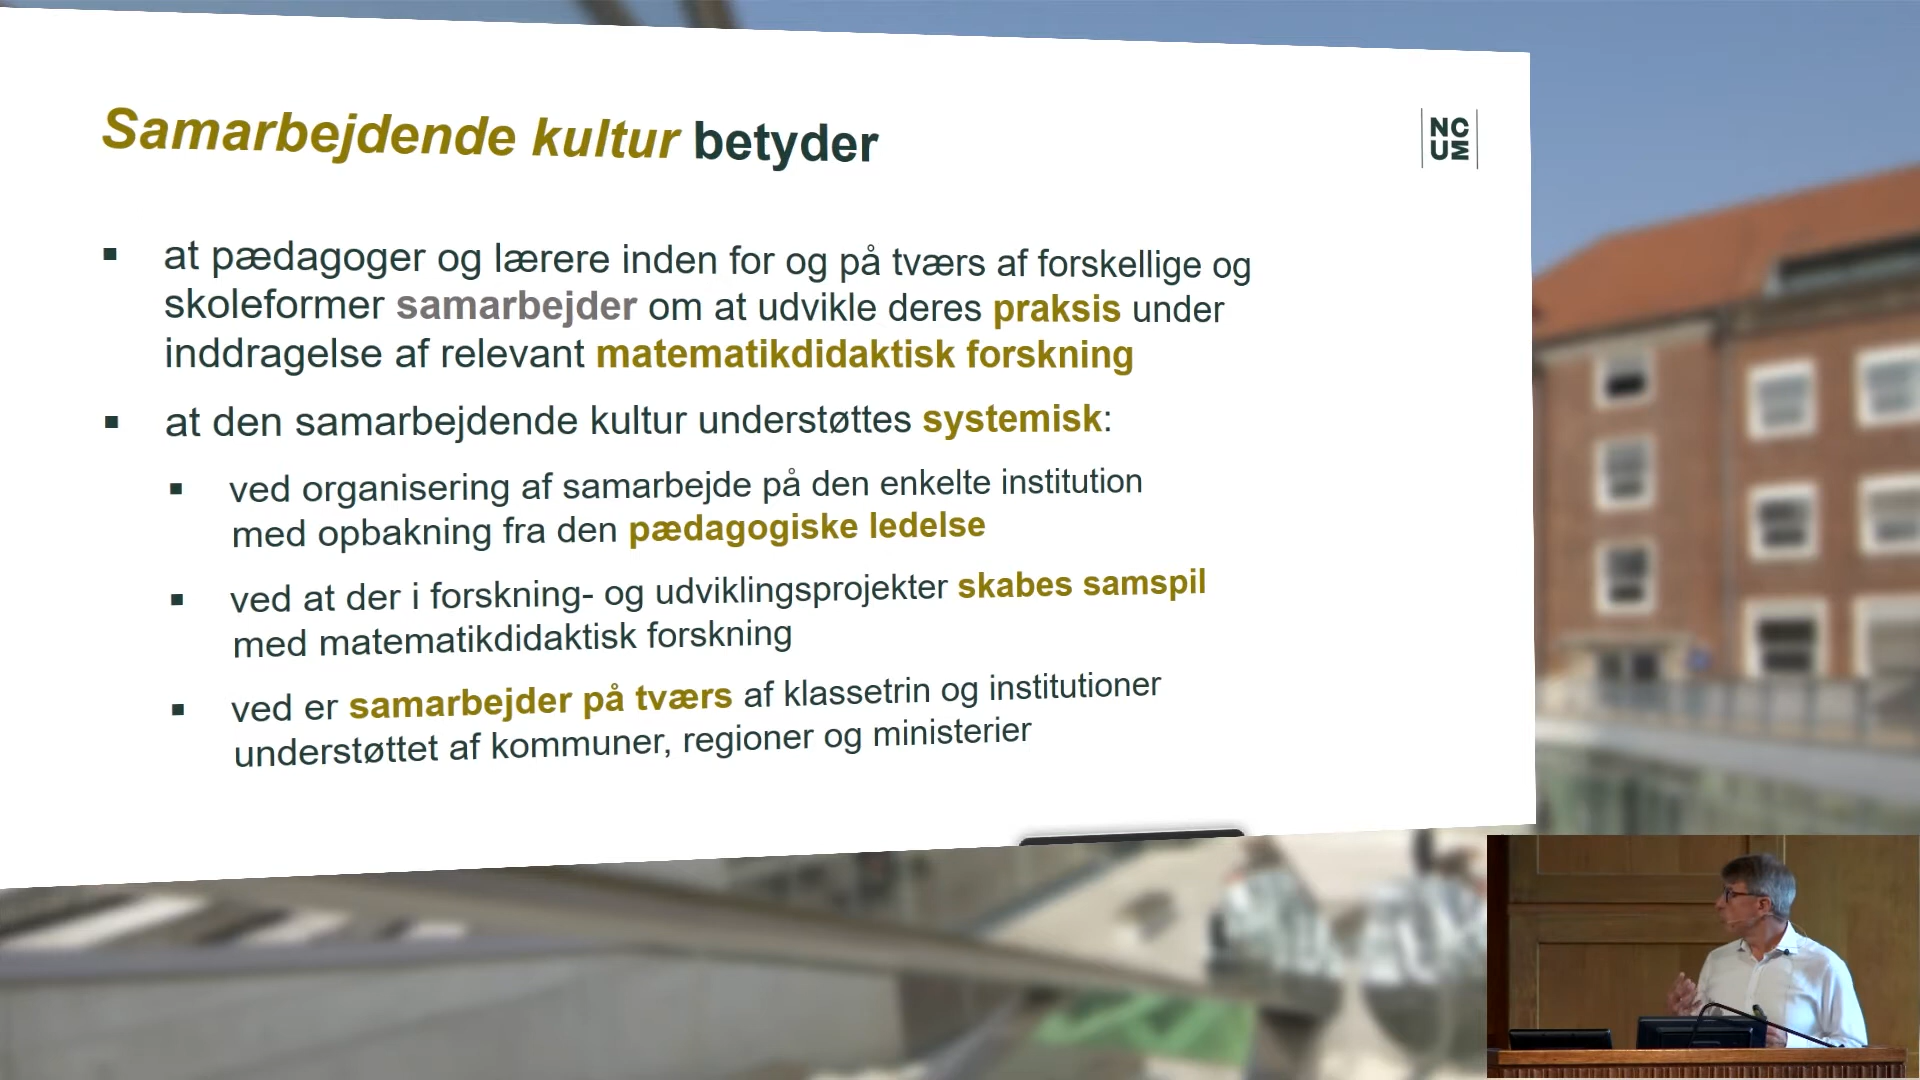 Samarbejdende kultur betyder
NC
UM
at pædagoger og lærere inden for og på tværs af forskellige og
skoleformer samarbejder om at udvikle deres praksis under
inddragelse af relevant matematikdidaktisk forskning
at den samarbejdende kultur understøttes systemisk:
ved organisering af samarbejde på den enkelte institution
med opbakning fra den pædagogiske ledelse
ved at der i forskning- og udviklingsprojekter skabes samspil
med matematikdidaktisk forskning
ved er samarbejder på tværs af klassetrin og institutioner
understøttet af kommuner, regioner og ministerier